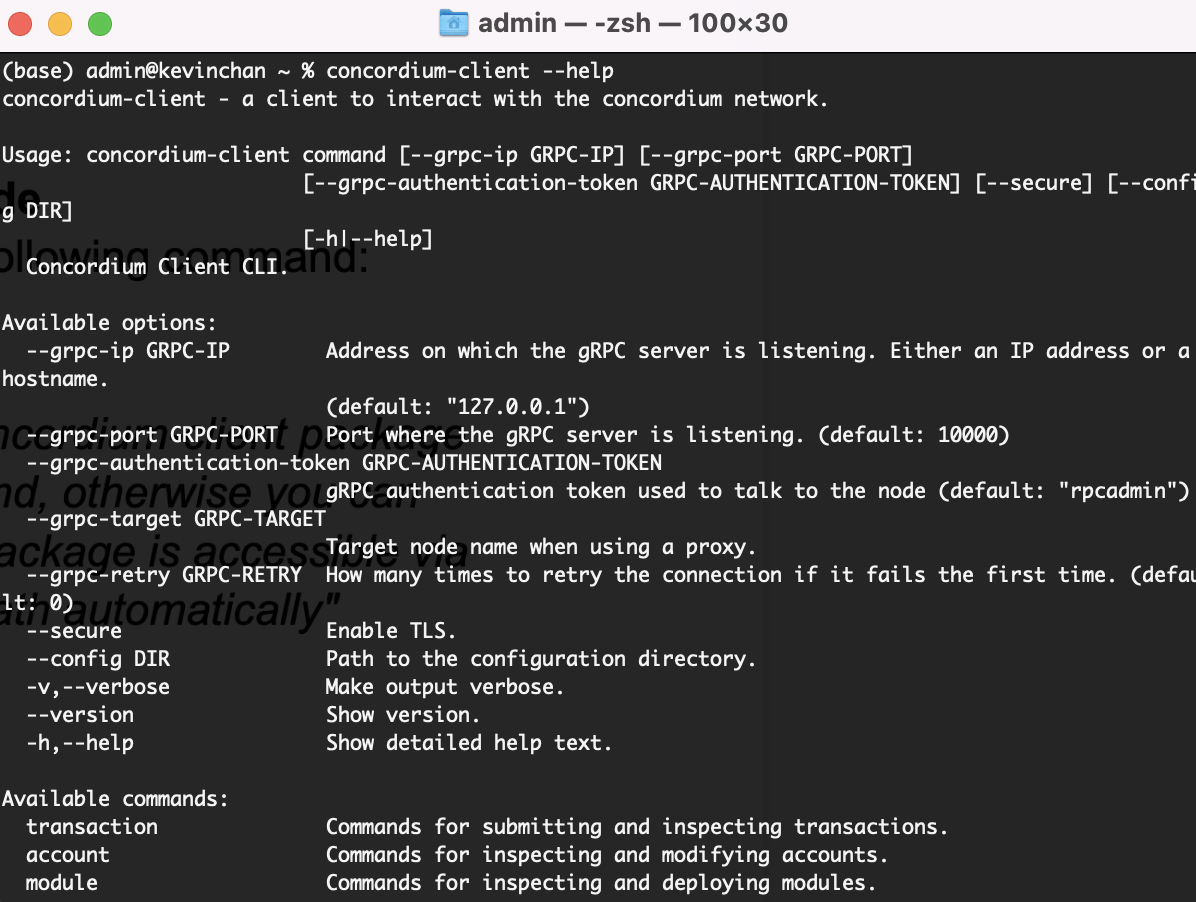 admin — -zsh — 100×30
(base) admin@kevinchan ~ % concordium-client --help
concordium-client - a client to interact with the concordium network.
Usage: concordium-client command [--grpc-ip GRPC-IP] [--grpc-port GRPC-PORT]
[--grpc-authentication-token GRPC-AUTHENTICATION-TOKEN] [--secure] [--confi
g DIR]
de
[-h|--help]
ollowing command:
Concordium Client CLI.
Available options:
--grpc-ip GRPC-IP Address on which the gRPC server is listening. Either an IP address or a
hostname.
(default: "127.0.0.1")
ncordium-client package
--grpc-port GRPC-PORT Port where the gRPC server is listening. (default: 10000)
--grpc-authentication-token GRPC-AUTHENTICATION-TOKEN
nd, otherwise you can
gRPC authentication token used to talk to the node (default: "rpcadmin")
--grpc-target GRPC-TARGET
ackage is accessible via
Target node name when using a proxy.
--grpc-retry GRPC-RETRY How many times to retry the connection if it fails the first time. (defau
lt: 0)
ath automatically"
--secure Enable TLS.
--config DIR Path to the configuration directory.
-v,--verbose Make output verbose.
--version Show version.
-h,--help Show detailed help text.
Available commands:
transaction Commands for submitting and inspecting transactions.
account Commands for inspecting and modifying accounts.
module Commands for inspecting and deploying modules.